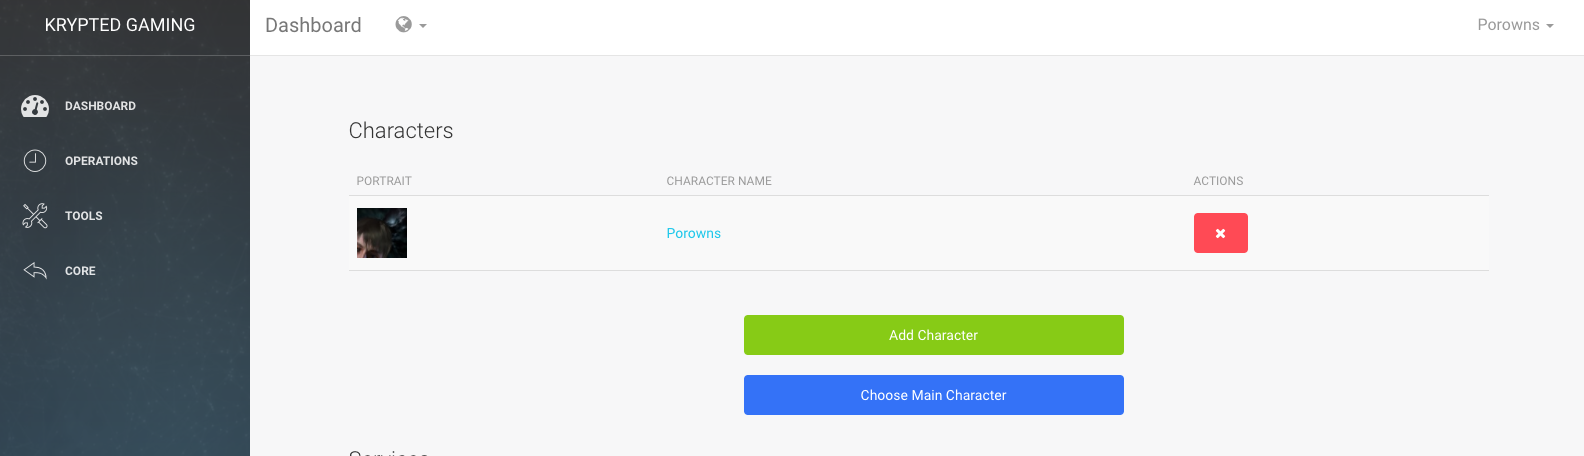 KRYPTED GAMING
Dashboard
Porowns
DASHBOARD
OPERATIONS
TOOLS
CORE
Characters
PORTRAIT CHARACTER NAME ACTIONS
Porowns
Add Character
Choose Main Character